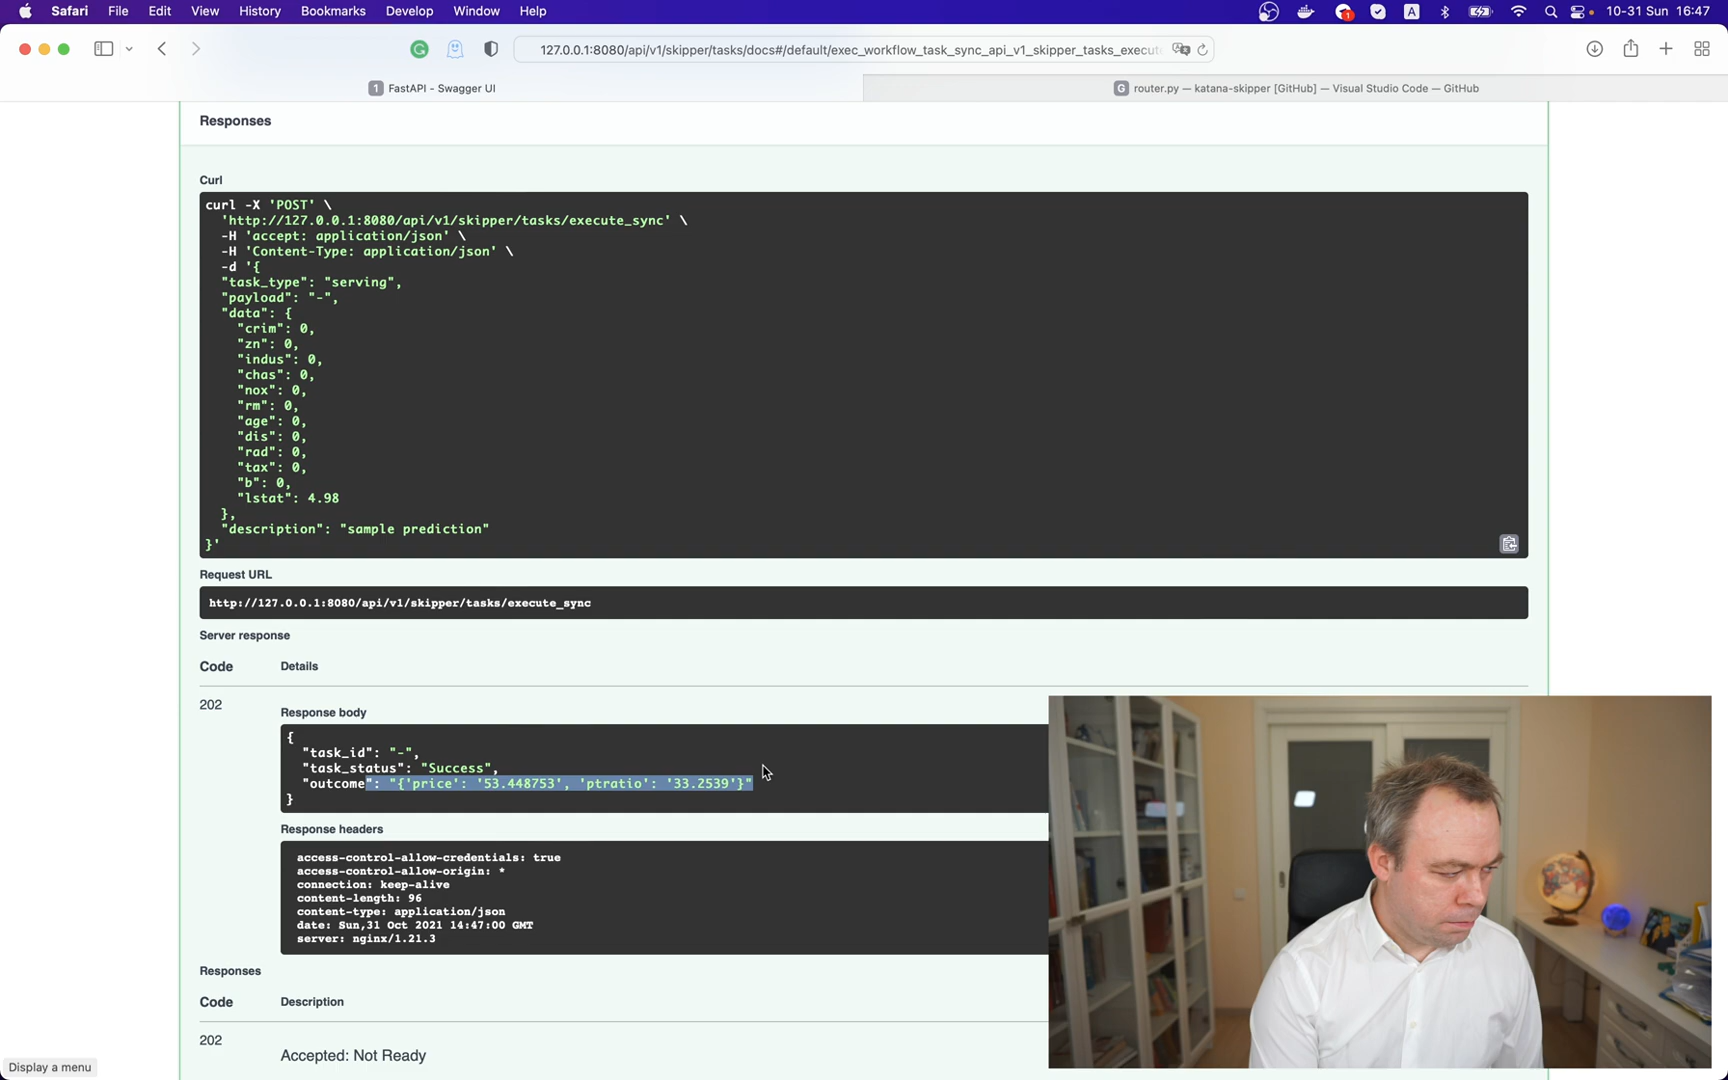 Safari File Edit View History Bookmarks Develop Window Help
1 A 10-31 Sun 16:47
127.0.0.1:8080/api/v1/skipper/tasks/docs#/default/exec_workflow_task_sync_api_v1_skipper_tasks_execut
1 FastAPI - Swagger UI
G router.py — katana-skipper [GitHub] — Visual Studio Code — GitHub
Responses
Curl
curl -X 'POST' \
'http://127.0.0.1:8080/api/v1/skipper/tasks/execute_sync' \
-H 'accept: application/json' \
-H 'Content-Type: application/json' \
-d '{
"task_type": "serving",
"payload": "-",
"data": {
"crim": 0,
"zn": 0,
"indus": 0,
"chas": 0,
"nox": 0,
"rm": 0,
"age": 0,
"dis": 0,
"rad": 0,
"tax": 0,
"b": 0,
"lstat": 4.98
},
"description": "sample prediction"
}'
Request URL
http://127.0.0.1:8080/api/v1/skipper/tasks/execute_sync
Server response
Code Details
202
Response body
{
"task_id": "-",
"task_status": "Success",
"outcome": "{'price': '53.448753', 'ptratio': '33.2539'}"
}
Response headers
access-control-allow-credentials: true
access-control-allow-origin: *
connection: keep-alive
content-length: 96
content-type: application/json
date: Sun,31 Oct 2021 14:47:00 GMT
server: nginx/1.21.3
Responses
Code Description
202
Accepted: Not Ready
Display a menu